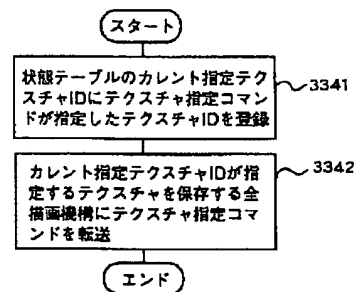 スタート
状態テーブルのカレント指定テク
スチャIDにテクスチャ指定コマン
ドが指定したテクスチャIDを登録
3341
カレント指定テクスチャIDが指
定するテクスチャを保存する全
描画機構にテクスチャ指定コマ
ンドを転送
3342
エンド